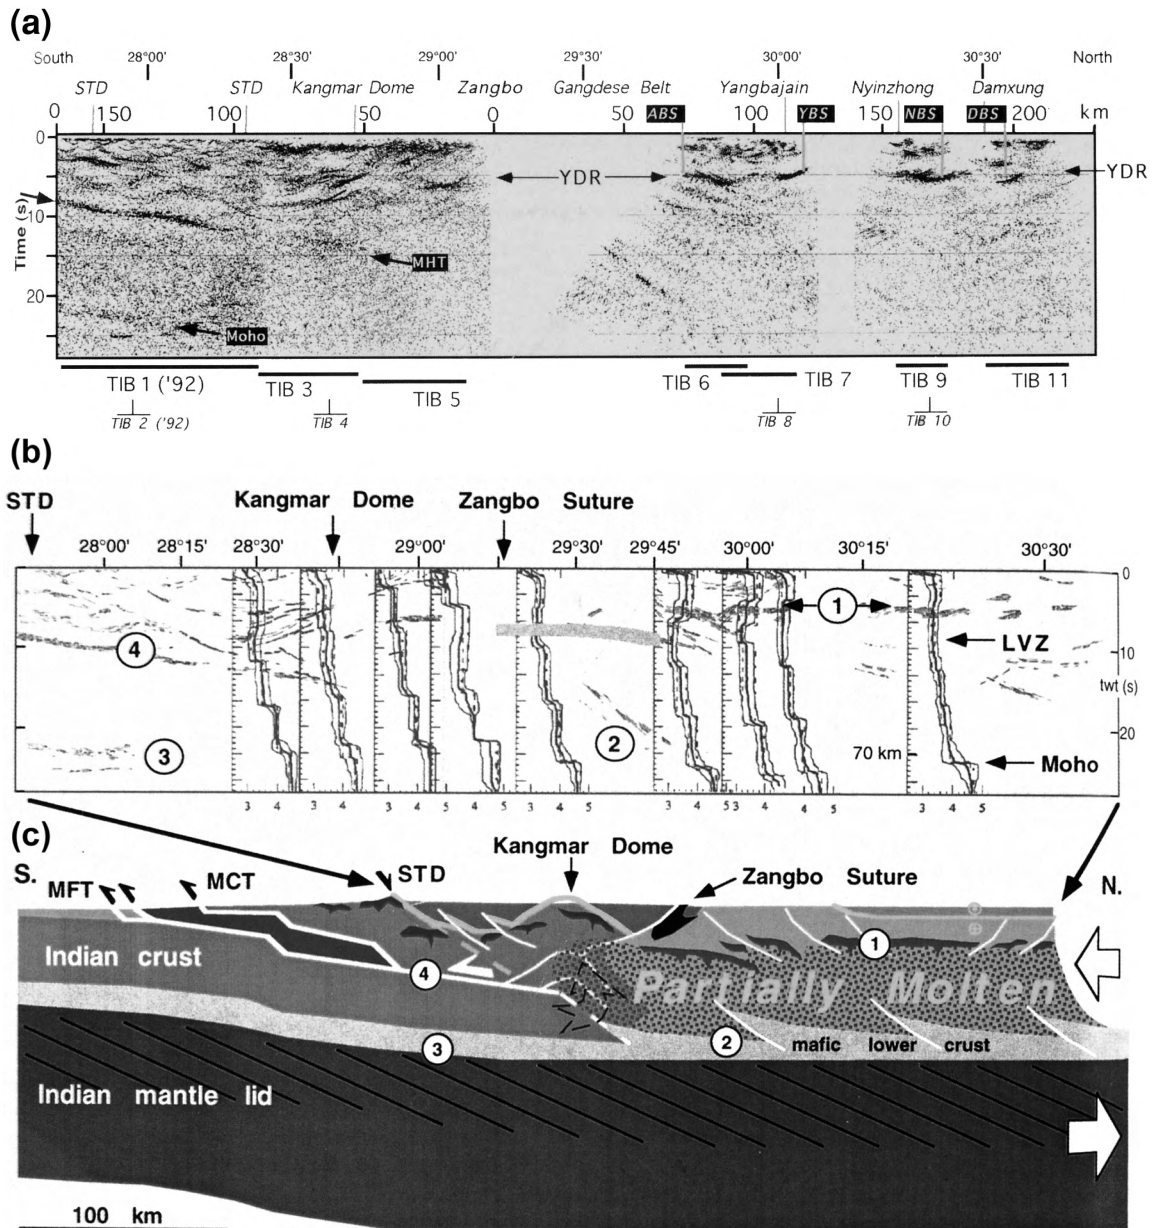 (a)
South 28°00' 28°30' 29°00' 29°30' 30°00' 30°30' North
STD STD Kangmar Dome Zangbo Gangdese Belt Yangbajain Nyinzhong Damxung
0 150 100 50 0 50 ABS 100 YBS 150 NBS DBS 200 km
0
YDR YDR
10
Time (s)
MHT
20
Moho
TIB 1 ('92) TIB 3 TIB 5 TIB 6 TIB 7 TIB 9 TIB 11
TIB 2 ('92) TIB 4 TIB 8 TIB 10
(b)
STD Kangmar Dome Zangbo Suture
28°00' 28°15' 28°30' 29°00' 29°30' 29°45' 30°00' 30°15' 30°30'
0
1
4 LVZ
10
twt (s)
3 2 20
70 km Moho
3 4 3 4 3 4 3 4 5 3 4 5 3 4 5 3 4 5 3 4 5
(c)
Kangmar Dome
S. MFT MCT STD Zangbo Suture N.
1
Indian crust 4 Partially Molten
3 2 mafic lower crust
Indian mantle lid
100 km